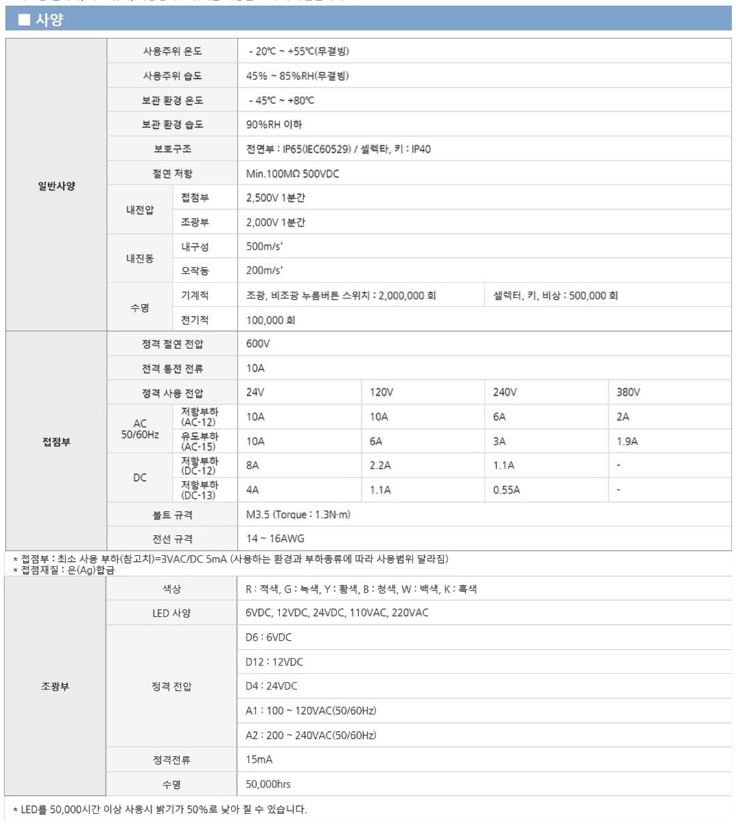 ■ 사양
일반사양
사용주위 온도 - 20℃ ~ +55℃(무결빙)
사용주위 습도 45% ~ 85%RH(무결빙)
보관 환경 온도 - 45℃ ~ +80℃
보관 환경 습도 90%RH 이하
보호구조 전면부 : IP65(IEC60529) / 셀렉타, 키 : IP40
절연 저항 Min.100MΩ 500VDC
내전압 접점부 2,500V 1분간
조광부 2,000V 1분간
내진동 내구성 500m/s²
오작동 200m/s²
수명 기계적 조광, 비조광 누름버튼 스위치 : 2,000,000 회 셀렉터, 키, 비상 : 500,000 회
전기적 100,000 회
접점부
정격 절연 전압 600V
전격 통전 전류 10A
정격 사용 전압 24V 120V 240V 380V
AC 50/60Hz
저항부하 (AC-12) 10A 10A 6A 2A
유도부하 (AC-15) 10A 6A 3A 1.9A
DC
저항부하 (DC-12) 8A 2.2A 1.1A -
저항부하 (DC-13) 4A 1.1A 0.55A -
볼트 규격 M3.5 (Torque : 1.3N·m)
전선 규격 14 ~ 16AWG
* 접점부 : 최소 사용 부하(참고치)=3VAC/DC 5mA (사용하는 환경과 부하종류에 따라 사용범위 달라짐)
* 접점재질 : 은(Ag)합금
조광부
색상 R : 적색, G : 녹색, Y : 황색, B : 청색, W : 백색, K : 흑색
LED 사양 6VDC, 12VDC, 24VDC, 110VAC, 220VAC
정격 전압
D6 : 6VDC
D12 : 12VDC
D4 : 24VDC
A1 : 100 ~ 120VAC(50/60Hz)
A2 : 200 ~ 240VAC(50/60Hz)
정격전류 15mA
수명 50,000hrs
* LED를 50,000시간 이상 사용시 밝기가 50%로 낮아 질 수 있습니다.